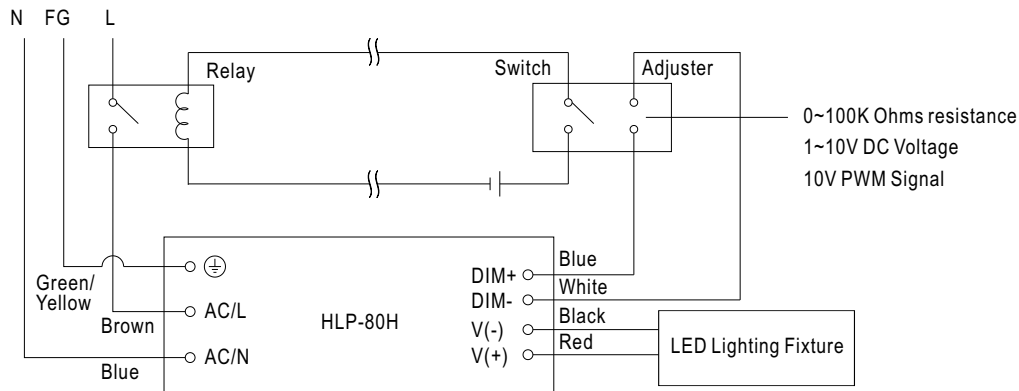 N FG L
Relay
Switch
Adjuster
0~100K Ohms resistance
1~10V DC Voltage
10V PWM Signal
Green/
Yellow
Brown
Blue
AC/L
AC/N
HLP-80H
DIM+
DIM-
V(-)
V(+)
Blue
White
Black
Red
LED Lighting Fixture